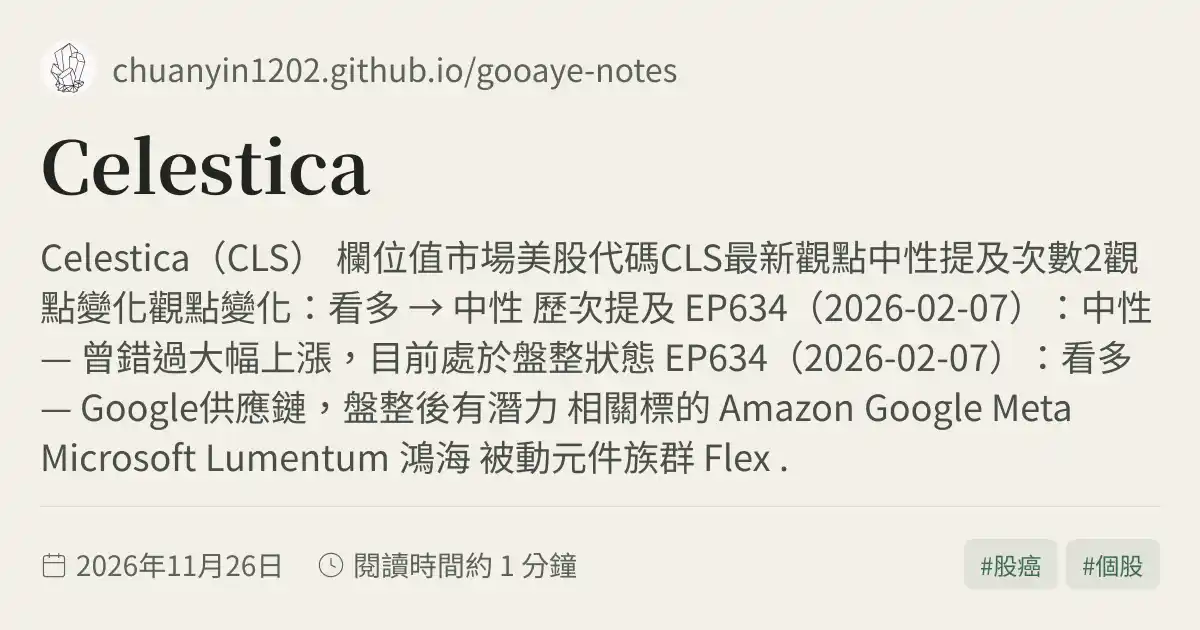 chuanyin1202.github.io/gooaye-notes
Celestica
Celestica（CLS） 欄位值市場美股代碼CLS最新觀點中性提及次數2觀
點變化觀點變化：看多 → 中性 歷次提及 EP634（2026-02-07）：中性
— 曾錯過大幅上漲，目前處於盤整狀態 EP634（2026-02-07）：看多
— Google供應鏈，盤整後有潛力 相關標的 Amazon Google Meta
Microsoft Lumentum 鴻海 被動元件族群 Flex .
2026年11月26日 閱讀時間約 1 分鐘 #股癌 #個股